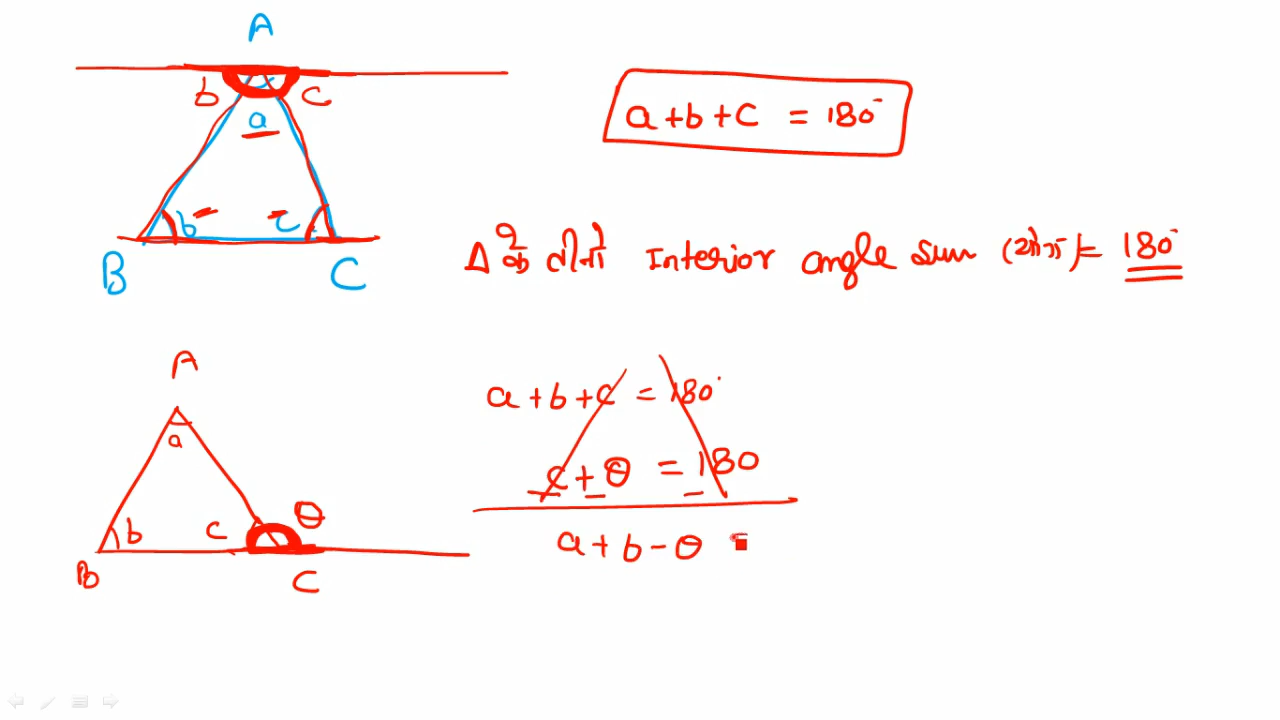 A
b c
a
a + b + c = 180°
b c
Δ के तीनों Interior angle sum (योग) = 180°
B C
A
a + b + c = 180°
a
c + θ = 180
b c θ
a + b - θ =
B C